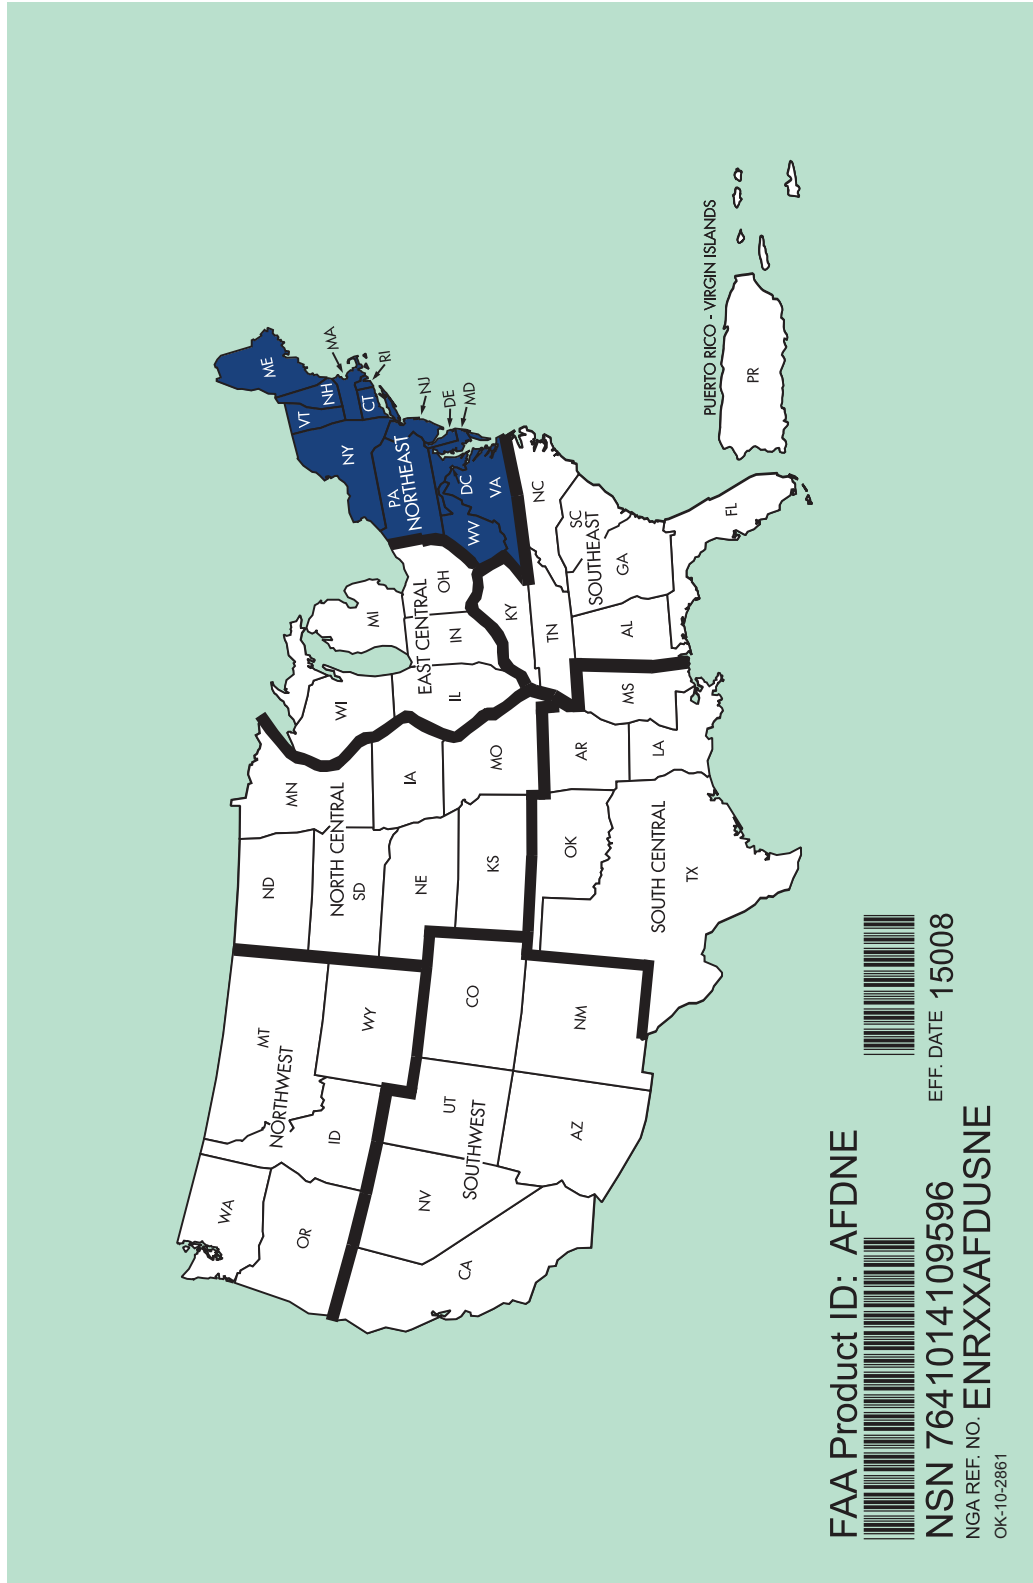 WA
OR
CA
NV
ID
MT
NORTHWEST
WY
UT
SOUTHWEST
AZ
CO
NM
ND
NORTH CENTRAL
SD
NE
KS
MN
IA
MO
OK
SOUTH CENTRAL
TX
AR
LA
MS
WI
MI
IL
EAST CENTRAL
IN
OH
KY
TN
AL
SOUTHEAST
GA
SC
NC
FL
ME
VT
NH
MA
RI
CT
NY
NJ
DE
MD
PA
NORTHEAST
DC
WV
VA
PUERTO RICO - VIRGIN ISLANDS
PR
FAA Product ID: AFDNE
NSN 7641014109596 EFF. DATE 15008
NGA REF. NO. ENRXXAFDUSNE
OK-10-2861